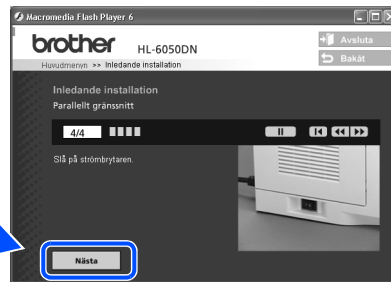 Macromedia Flash Player 6
brother HL-6050DN
Avsluta
Huvudmenyn >> Inledande installation
Bakåt
Inledande installation
Parallellt gränssnitt
4/4
Slå på strömbrytaren.
Nästa